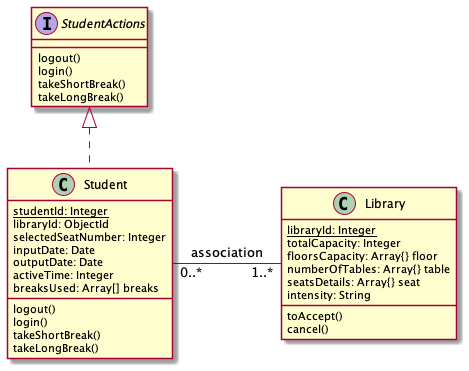 I StudentActions
logout()
login()
takeShortBreak()
takeLongBreak()
C Student
studentId: Integer
libraryId: ObjectId
selectedSeatNumber: Integer
inputDate: Date
outputDate: Date
activeTime: Integer
breaksUsed: Array[] breaks
logout()
login()
takeShortBreak()
takeLongBreak()
association
0..* 1..*
C Library
libraryId: Integer
totalCapacity: Integer
floorsCapacity: Array{} floor
numberOfTables: Array{} table
seatsDetails: Array{} seat
intensity: String
toAccept()
cancel()